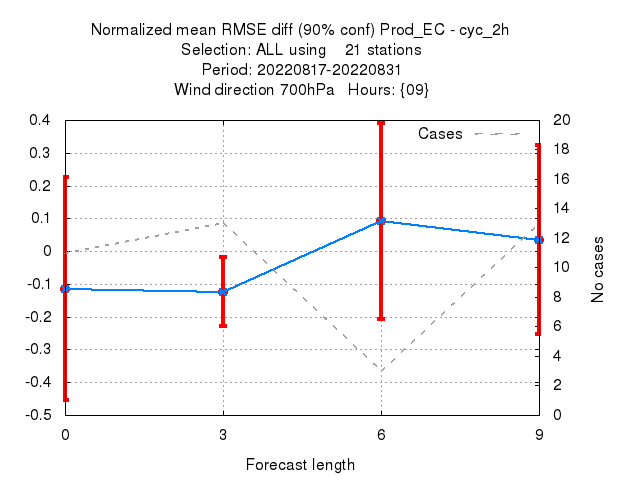 Normalized mean RMSE diff (90% conf) Prod_EC - cyc_2h
Selection: ALL using    21 stations
Period: 20220817-20220831
Wind direction 700hPa   Hours: {09}
Cases
0.4
0.3
0.2
0.1
0
-0.1
-0.2
-0.3
-0.4
-0.5
20
18
16
14
12
10
8
6
4
2
0
No cases
0 3 6 9
Forecast length